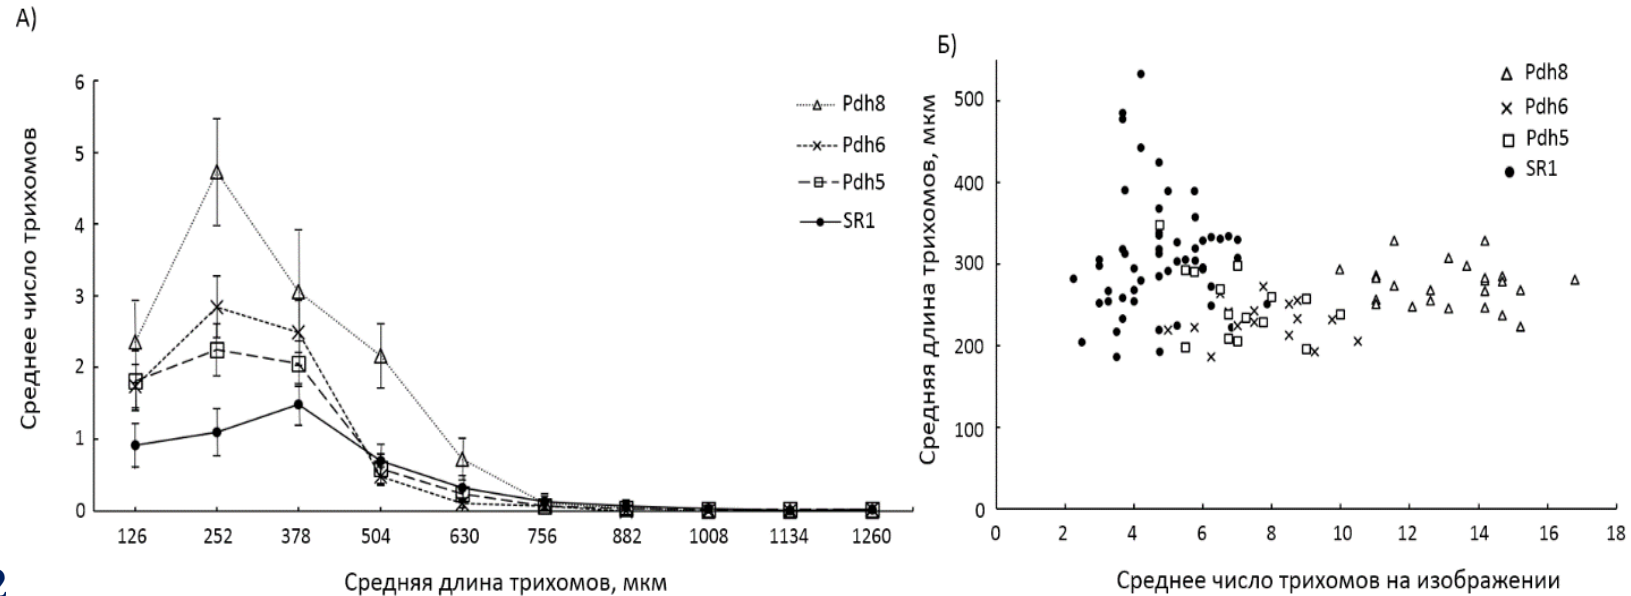 А)
Среднее число трихомов
6
5
4
3
2
1
0
126 252 378 504 630 756 882 1008 1134 1260
Средняя длина трихомов, мкм
Pdh8
Pdh6
Pdh5
SR1
Б)
Средняя длина трихомов, мкм
500
400
300
200
100
0
0 2 4 6 8 10 12 14 16 18
Среднее число трихомов на изображении
Pdh8
Pdh6
Pdh5
SR1
2